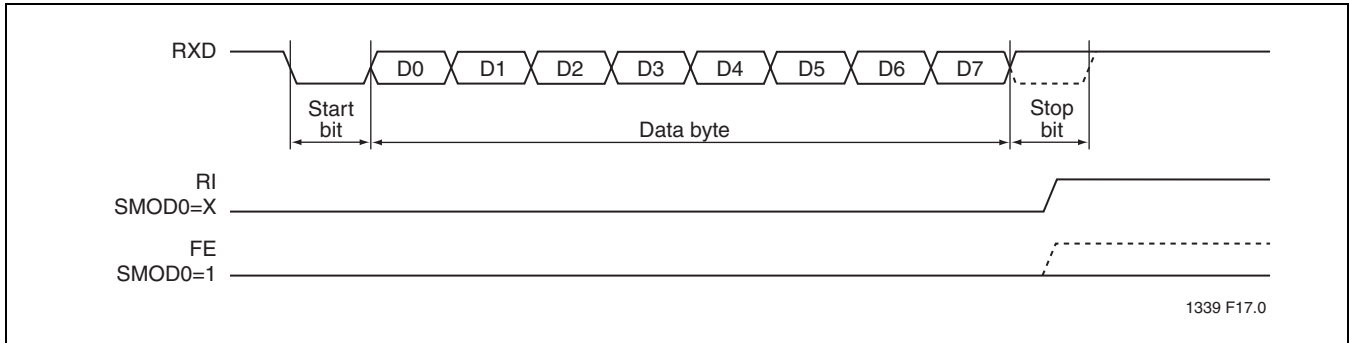 RXD
D0 D1 D2 D3 D4 D5 D6 D7
Start
bit
Data byte
Stop
bit
RI
SMOD0=X
FE
SMOD0=1
1339 F17.0